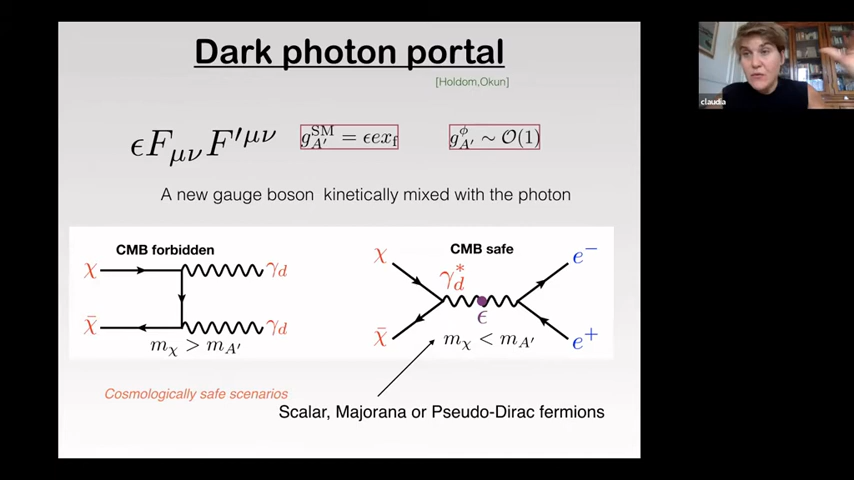 Dark photon portal
[Holdom,Okun]
ϵF_{μν}F'^{μν}
g_{A'}^{SM} = ϵex_f
g_{A'}^{ϕ} ~ O(1)
A new gauge boson kinetically mixed with the photon
CMB forbidden
χ
γ_d
χ̄
γ_d
m_χ > m_{A'}
CMB safe
χ
e⁻
γ_d^*
ϵ
χ̄
e⁺
m_χ < m_{A'}
Cosmologically safe scenarios
Scalar, Majorana or Pseudo-Dirac fermions
claudia